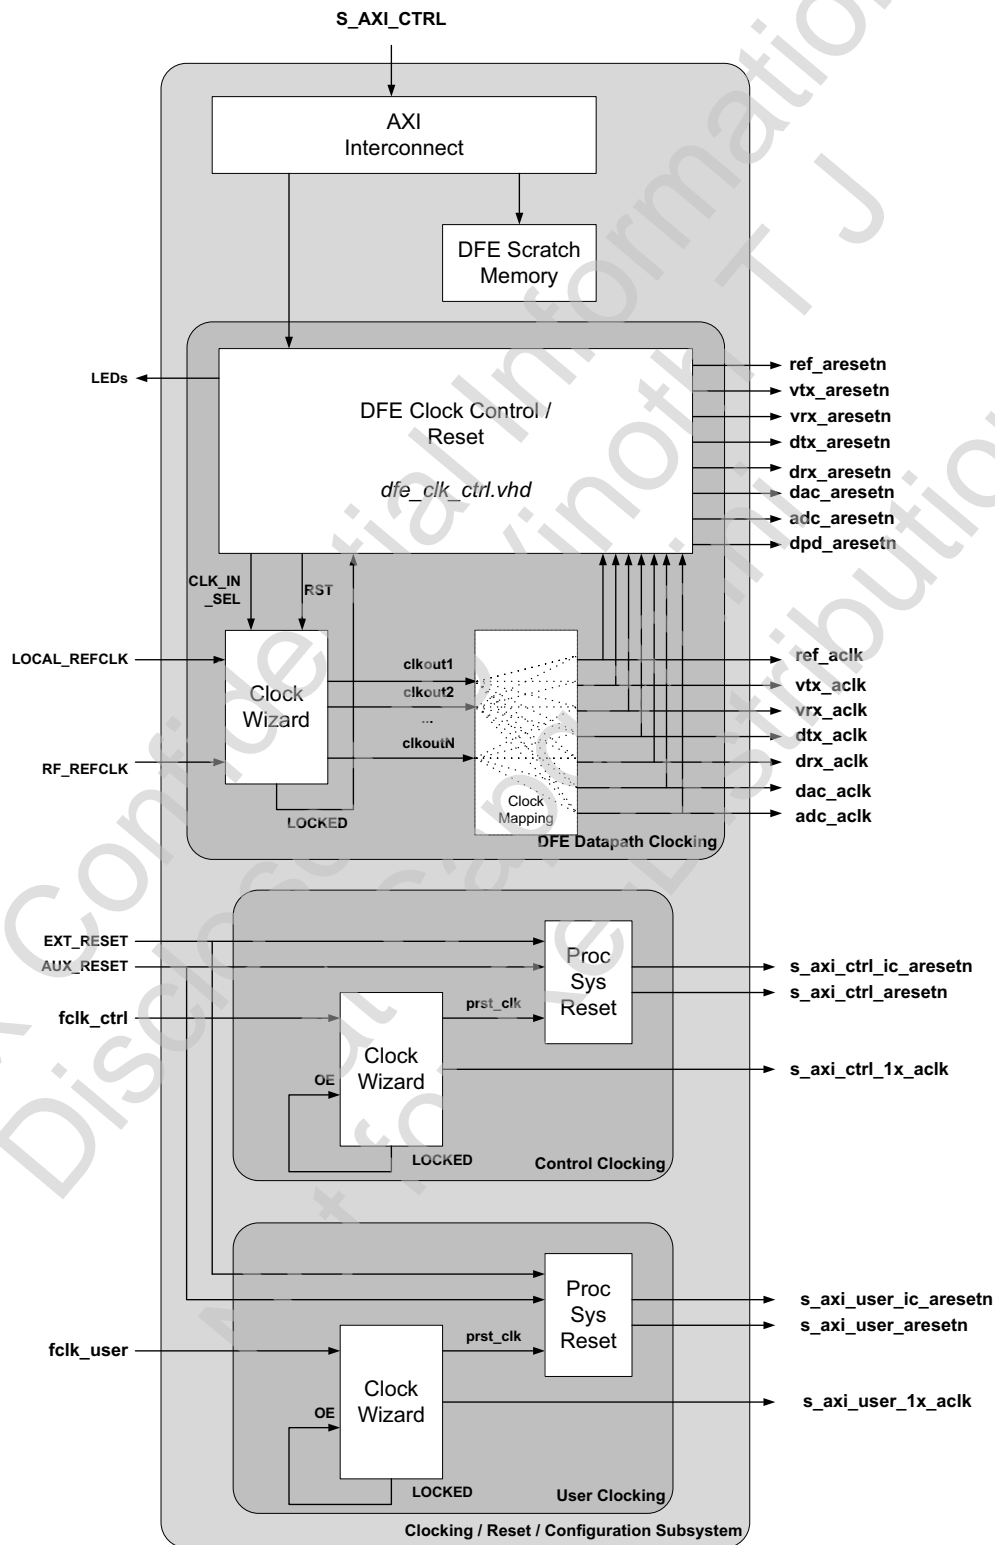 S_AXI_CTRL
AXI
Interconnect
DFE Scratch
Memory
LEDs
DFE Clock Control /
Reset
dfe_clk_ctrl.vhd
ref_aresetn
vtx_aresetn
vrx_aresetn
dtx_aresetn
drx_aresetn
dac_aresetn
adc_aresetn
dpd_aresetn
CLK_IN
_SEL
RST
LOCAL_REFCLK
RF_REFCLK
Clock
Wizard
LOCKED
clkout1
clkout2
...
clkoutN
Clock
Mapping
ref_aclk
vtx_aclk
vrx_aclk
dtx_aclk
drx_aclk
dac_aclk
adc_aclk
DFE Datapath Clocking
EXT_RESET
AUX_RESET
fclk_ctrl
Proc
Sys
Reset
prst_clk
OE
Clock
Wizard
LOCKED
s_axi_ctrl_ic_aresetn
s_axi_ctrl_aresetn
s_axi_ctrl_1x_aclk
Control Clocking
fclk_user
Proc
Sys
Reset
prst_clk
OE
Clock
Wizard
LOCKED
s_axi_user_ic_aresetn
s_axi_user_aresetn
s_axi_user_1x_aclk
User Clocking
Clocking / Reset / Configuration Subsystem